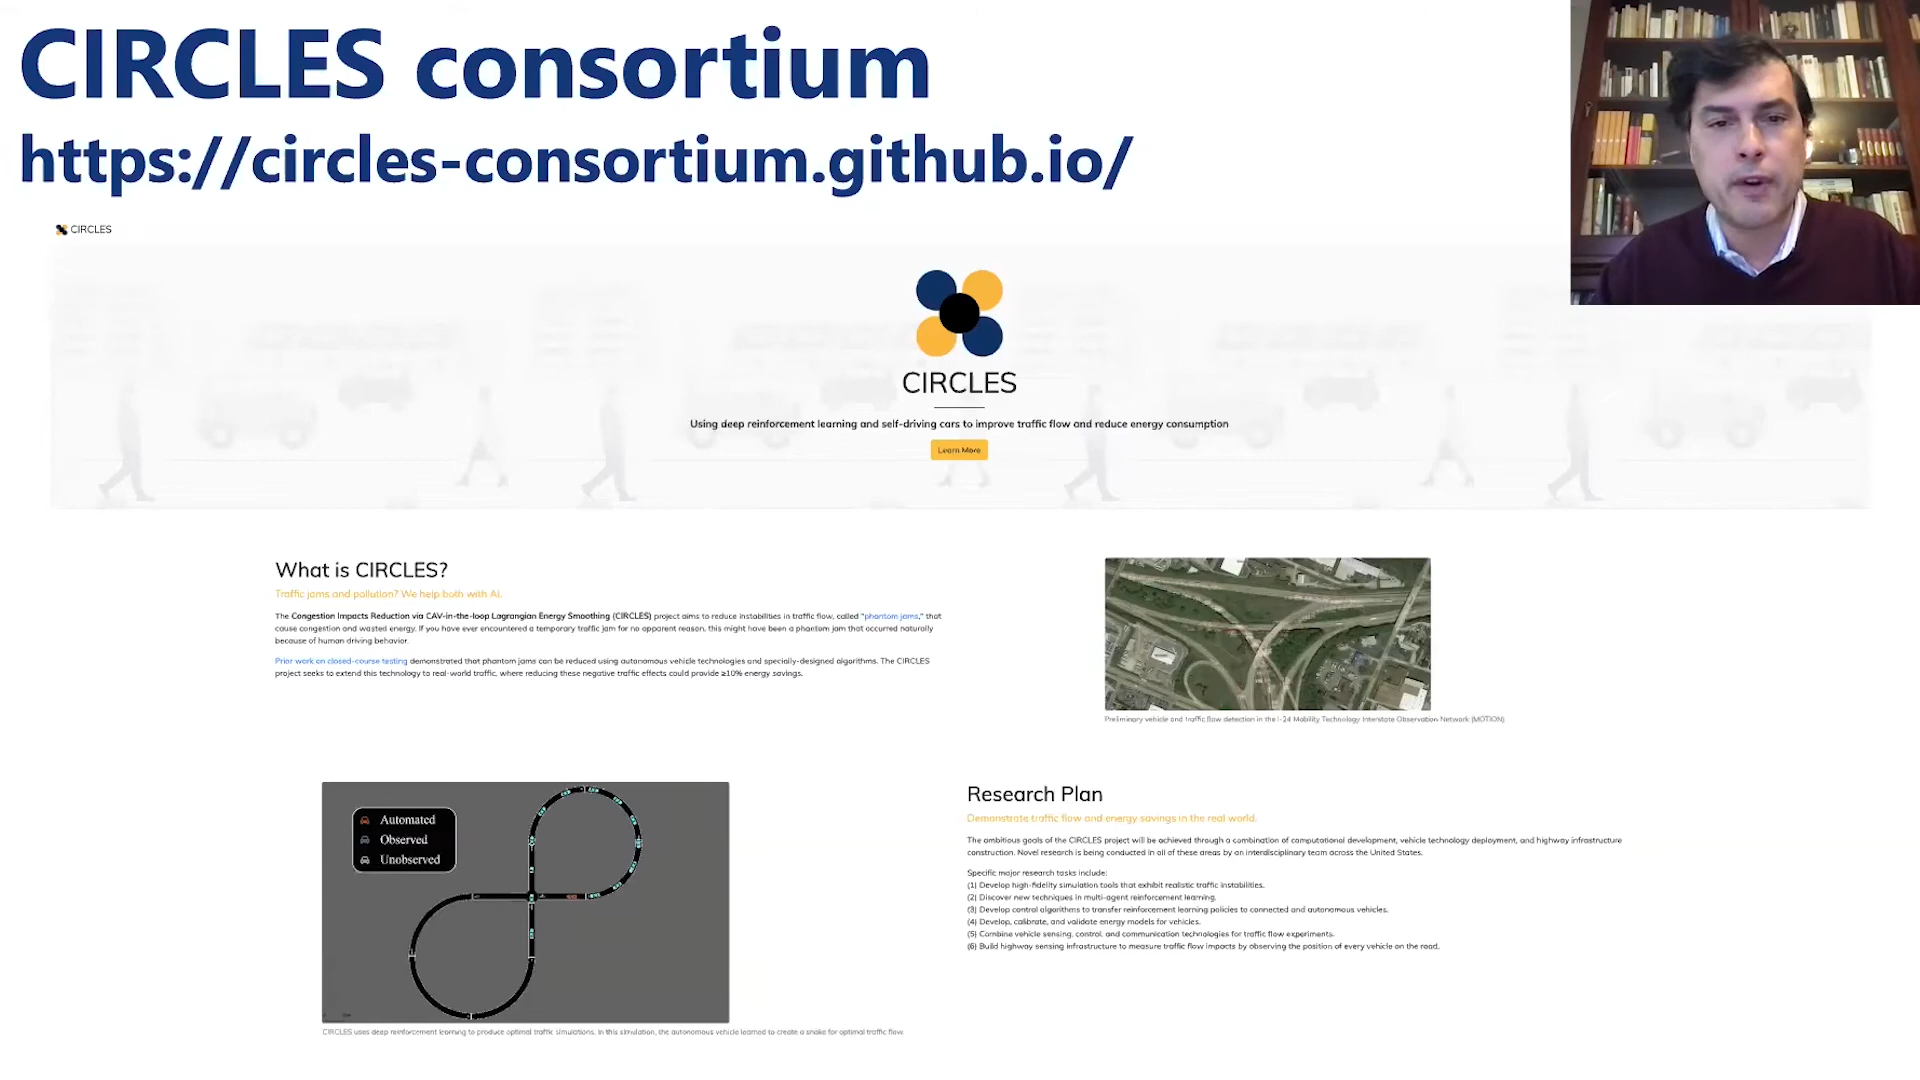 CIRCLES consortium
https://circles-consortium.github.io/
CIRCLES
CIRCLES
Using deep reinforcement learning and self-driving cars to improve traffic flow and reduce energy consumption
Learn More
What is CIRCLES?
Traffic jams and pollution? We help both with AI.
The Congestion Impacts Reduction via CAV-in-the-loop Lagrangian Energy Smoothing (CIRCLES) project aims to reduce instabilities in traffic flow, called "phantom jams," that
cause congestion and wasted energy. If you have ever encountered a temporary traffic jam for no apparent reason, this might have been a phantom jam that occurred naturally
because of human driving behavior.
Prior work on closed-course testing demonstrated that phantom jams can be reduced using autonomous vehicle technologies and specially-designed algorithms. The CIRCLES
project seeks to extend this technology to real-world traffic, where reducing these negative traffic effects could provide ≥10% energy savings.
Preliminary vehicle and traffic flow detection in the I-24 Mobility Technology Interstate Observation Network (MOTION)
Automated
Observed
Unobserved
CIRCLES uses deep reinforcement learning to produce optimal traffic simulations. In this simulation, the autonomous vehicle learned to create a snake for optimal traffic flow.
Research Plan
Demonstrate traffic flow and energy savings in the real world.
The ambitious goals of the CIRCLES project will be achieved through a combination of computational development, vehicle technology deployment, and highway infrastructure
construction. Novel research is being conducted in all of these areas by an interdisciplinary team across the United States.
Specific major research tasks include:
(1) Develop high-fidelity simulation tools that exhibit realistic traffic instabilities.
(2) Discover new techniques in multi-agent reinforcement learning.
(3) Develop control algorithms to transfer reinforcement learning policies to connected and autonomous vehicles.
(4) Develop, calibrate, and validate energy models for vehicles.
(5) Combine vehicle sensing, control, and communication technologies for traffic flow experiments.
(6) Build highway sensing infrastructure to measure traffic flow impacts by observing the position of every vehicle on the road.